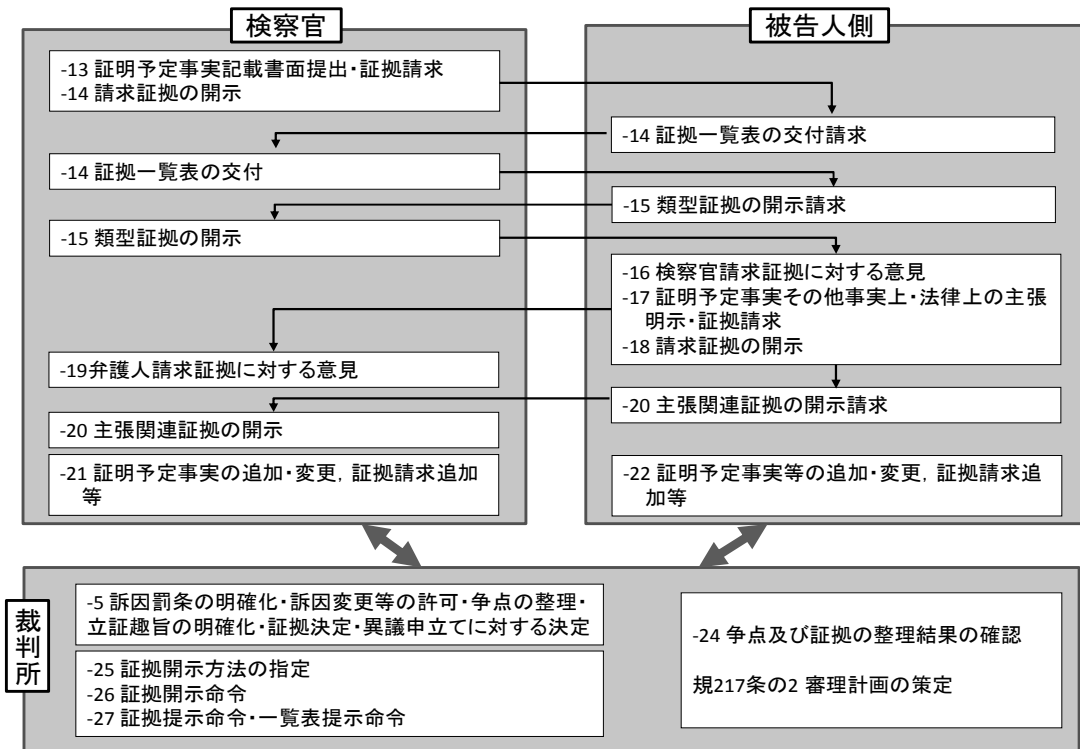 検察官
-13 証明予定事実記載書面提出・証拠請求
-14 請求証拠の開示
-14 証拠一覧表の交付
-15 類型証拠の開示
-19弁護人請求証拠に対する意見
-20 主張関連証拠の開示
-21 証明予定事実の追加・変更，証拠請求追加
等
被告人側
-14 証拠一覧表の交付請求
-15 類型証拠の開示請求
-16 検察官請求証拠に対する意見
-17 証明予定事実その他事実上・法律上の主張
明示・証拠請求
-18 請求証拠の開示
-20 主張関連証拠の開示請求
-22 証明予定事実等の追加・変更，証拠請求追
加等
裁判所
-5 訴因罰条の明確化・訴因変更等の許可・争点の整理・
立証趣旨の明確化・証拠決定・異議申立てに対する決定
-25 証拠開示方法の指定
-26 証拠開示命令
-27 証拠提示命令・一覧表提示命令
-24 争点及び証拠の整理結果の確認
規217条の2 審理計画の策定